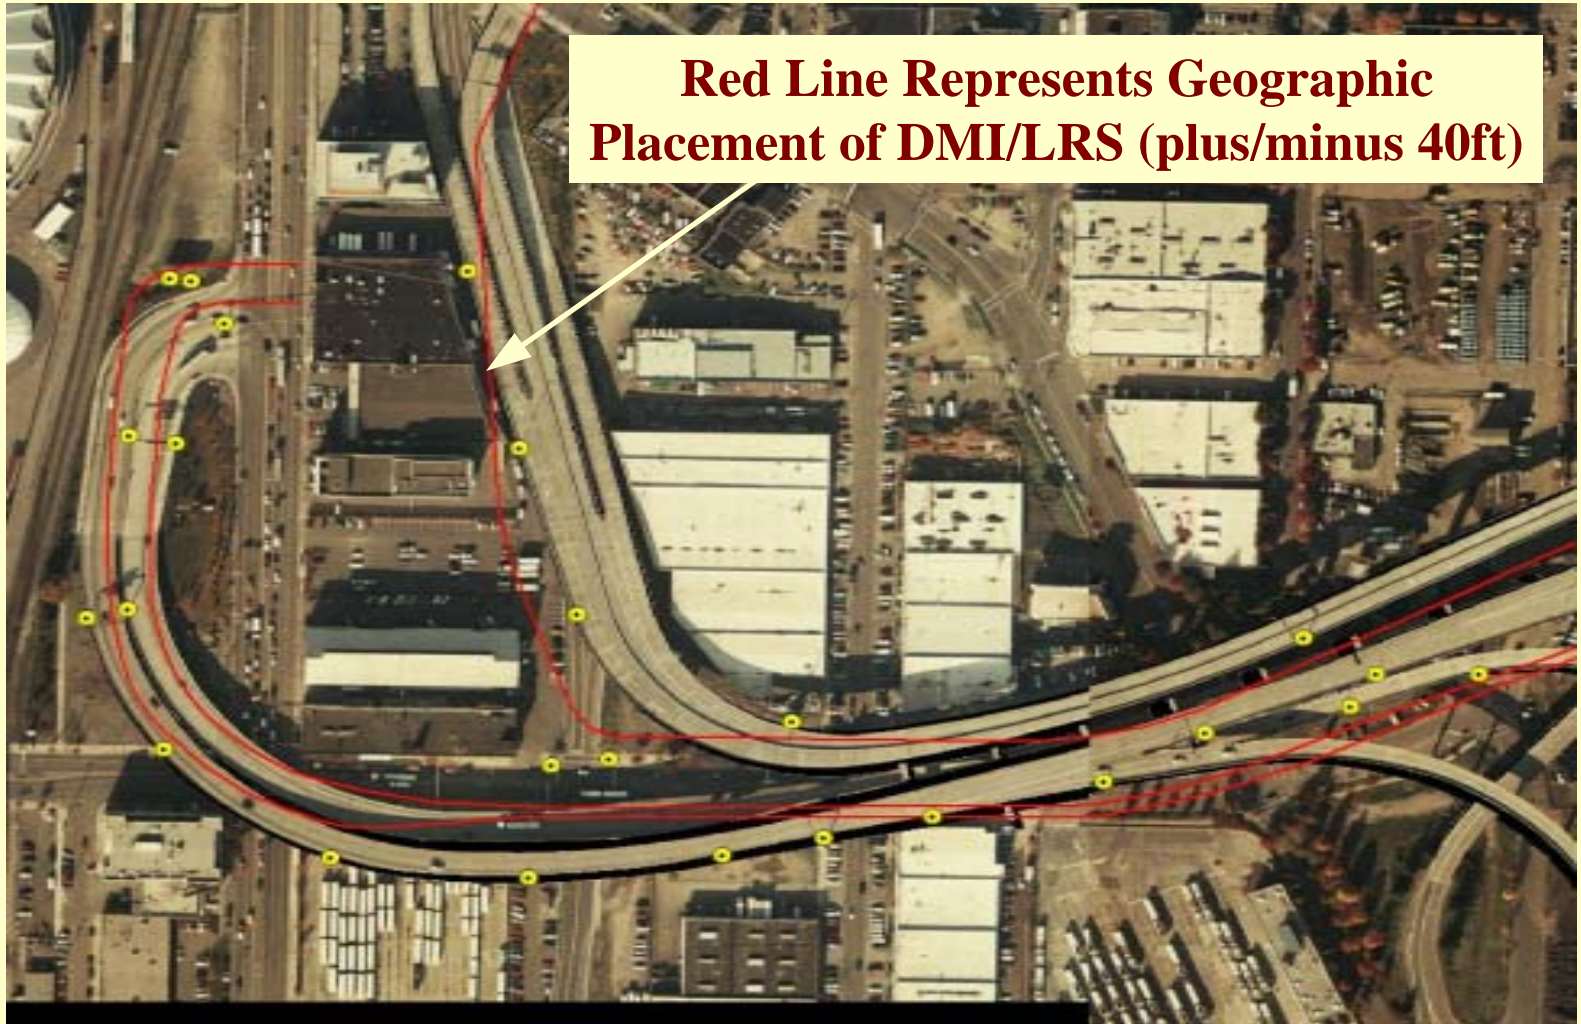 Red Line Represents Geographic
Placement of DMI/LRS (plus/minus 40ft)